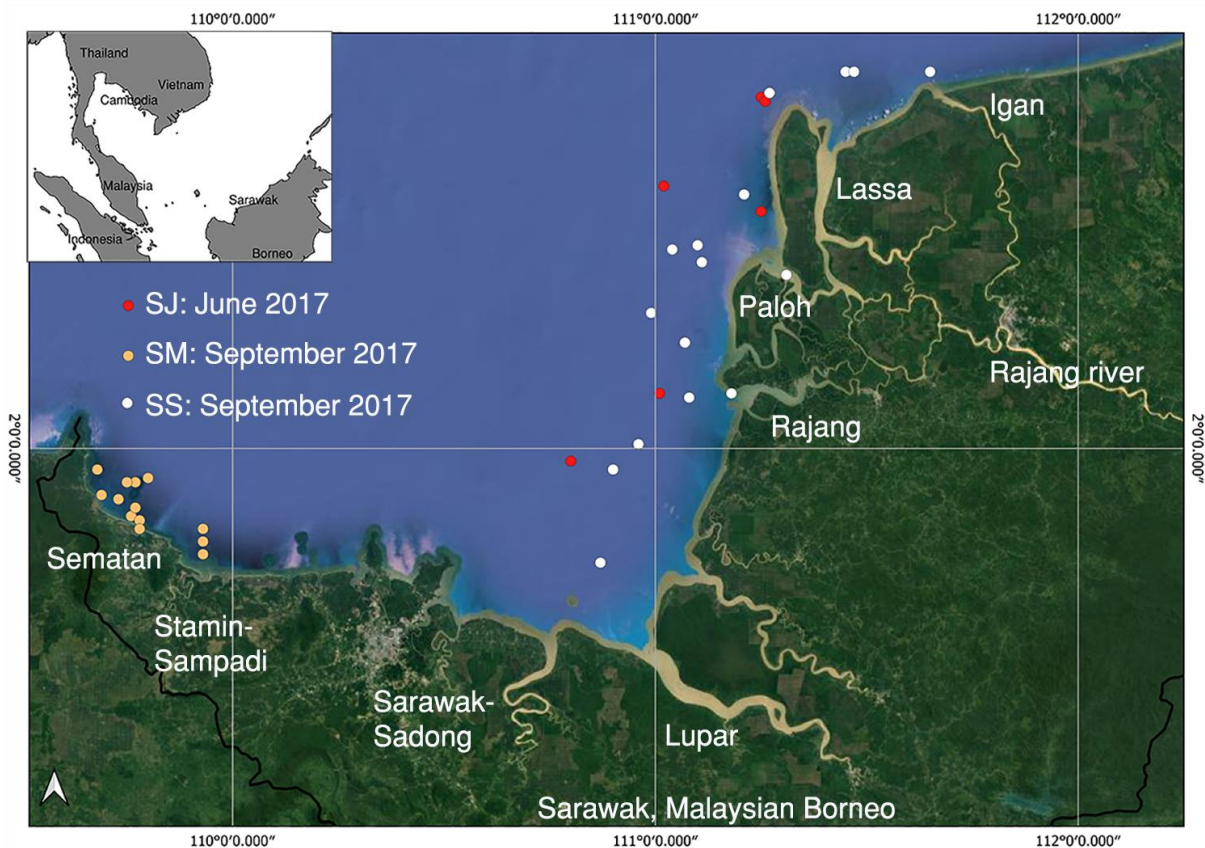 110°0′0.000″
111°0′0.000″
112°0′0.000″
Thailand
Vietnam
Cambodia
Malaysia
Sarawak
Indonesia
Borneo
Igan
Lassa
SJ: June 2017
Paloh
SM: September 2017
Rajang river
SS: September 2017
Rajang
2°0′0.000″
2°0′0.000″
Sematan
Stamin-
Sampadi
Sarawak-
Sadong
Lupar
Sarawak, Malaysian Borneo
110°0′0.000″
111°0′0.000″
112°0′0.000″